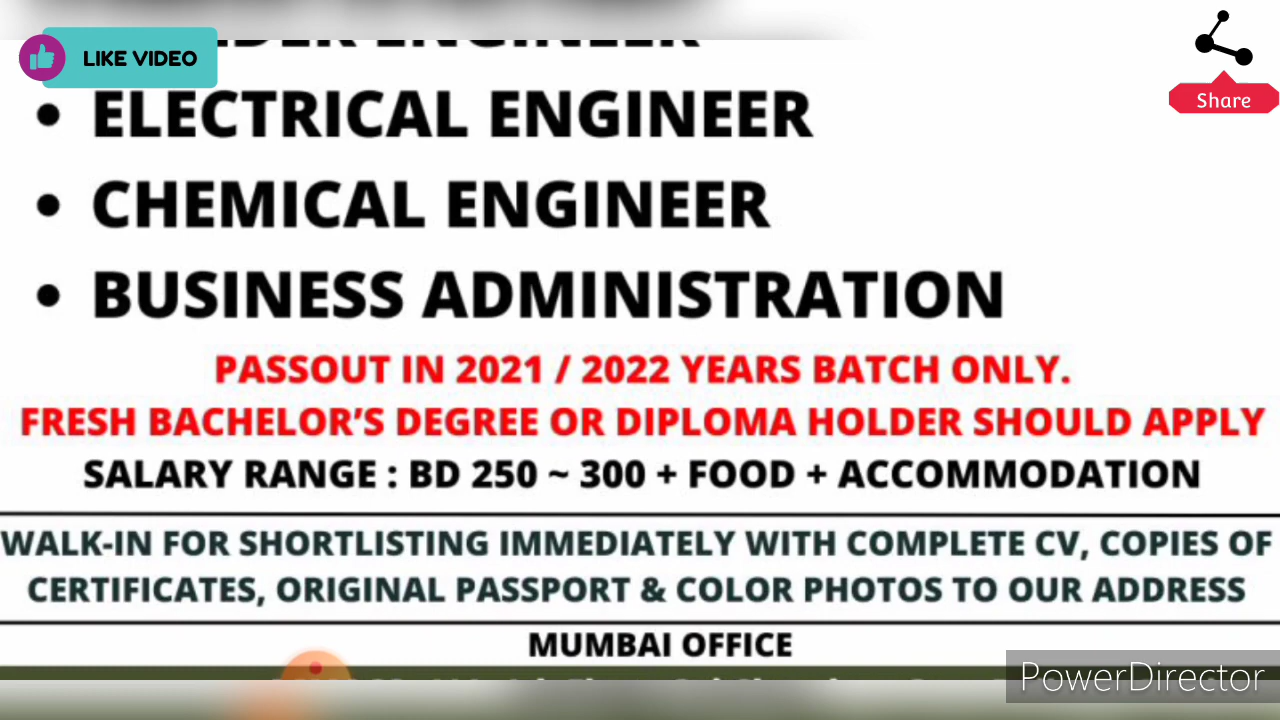 LIKE VIDEO
ENGINEER
Share
• ELECTRICAL ENGINEER
• CHEMICAL ENGINEER
• BUSINESS ADMINISTRATION
PASSOUT IN 2021 / 2022 YEARS BATCH ONLY.
FRESH BACHELOR’S DEGREE OR DIPLOMA HOLDER SHOULD APPLY
SALARY RANGE : BD 250 ~ 300 + FOOD + ACCOMMODATION
WALK-IN FOR SHORTLISTING IMMEDIATELY WITH COMPLETE CV, COPIES OF
CERTIFICATES, ORIGINAL PASSPORT & COLOR PHOTOS TO OUR ADDRESS
MUMBAI OFFICE
PowerDirector